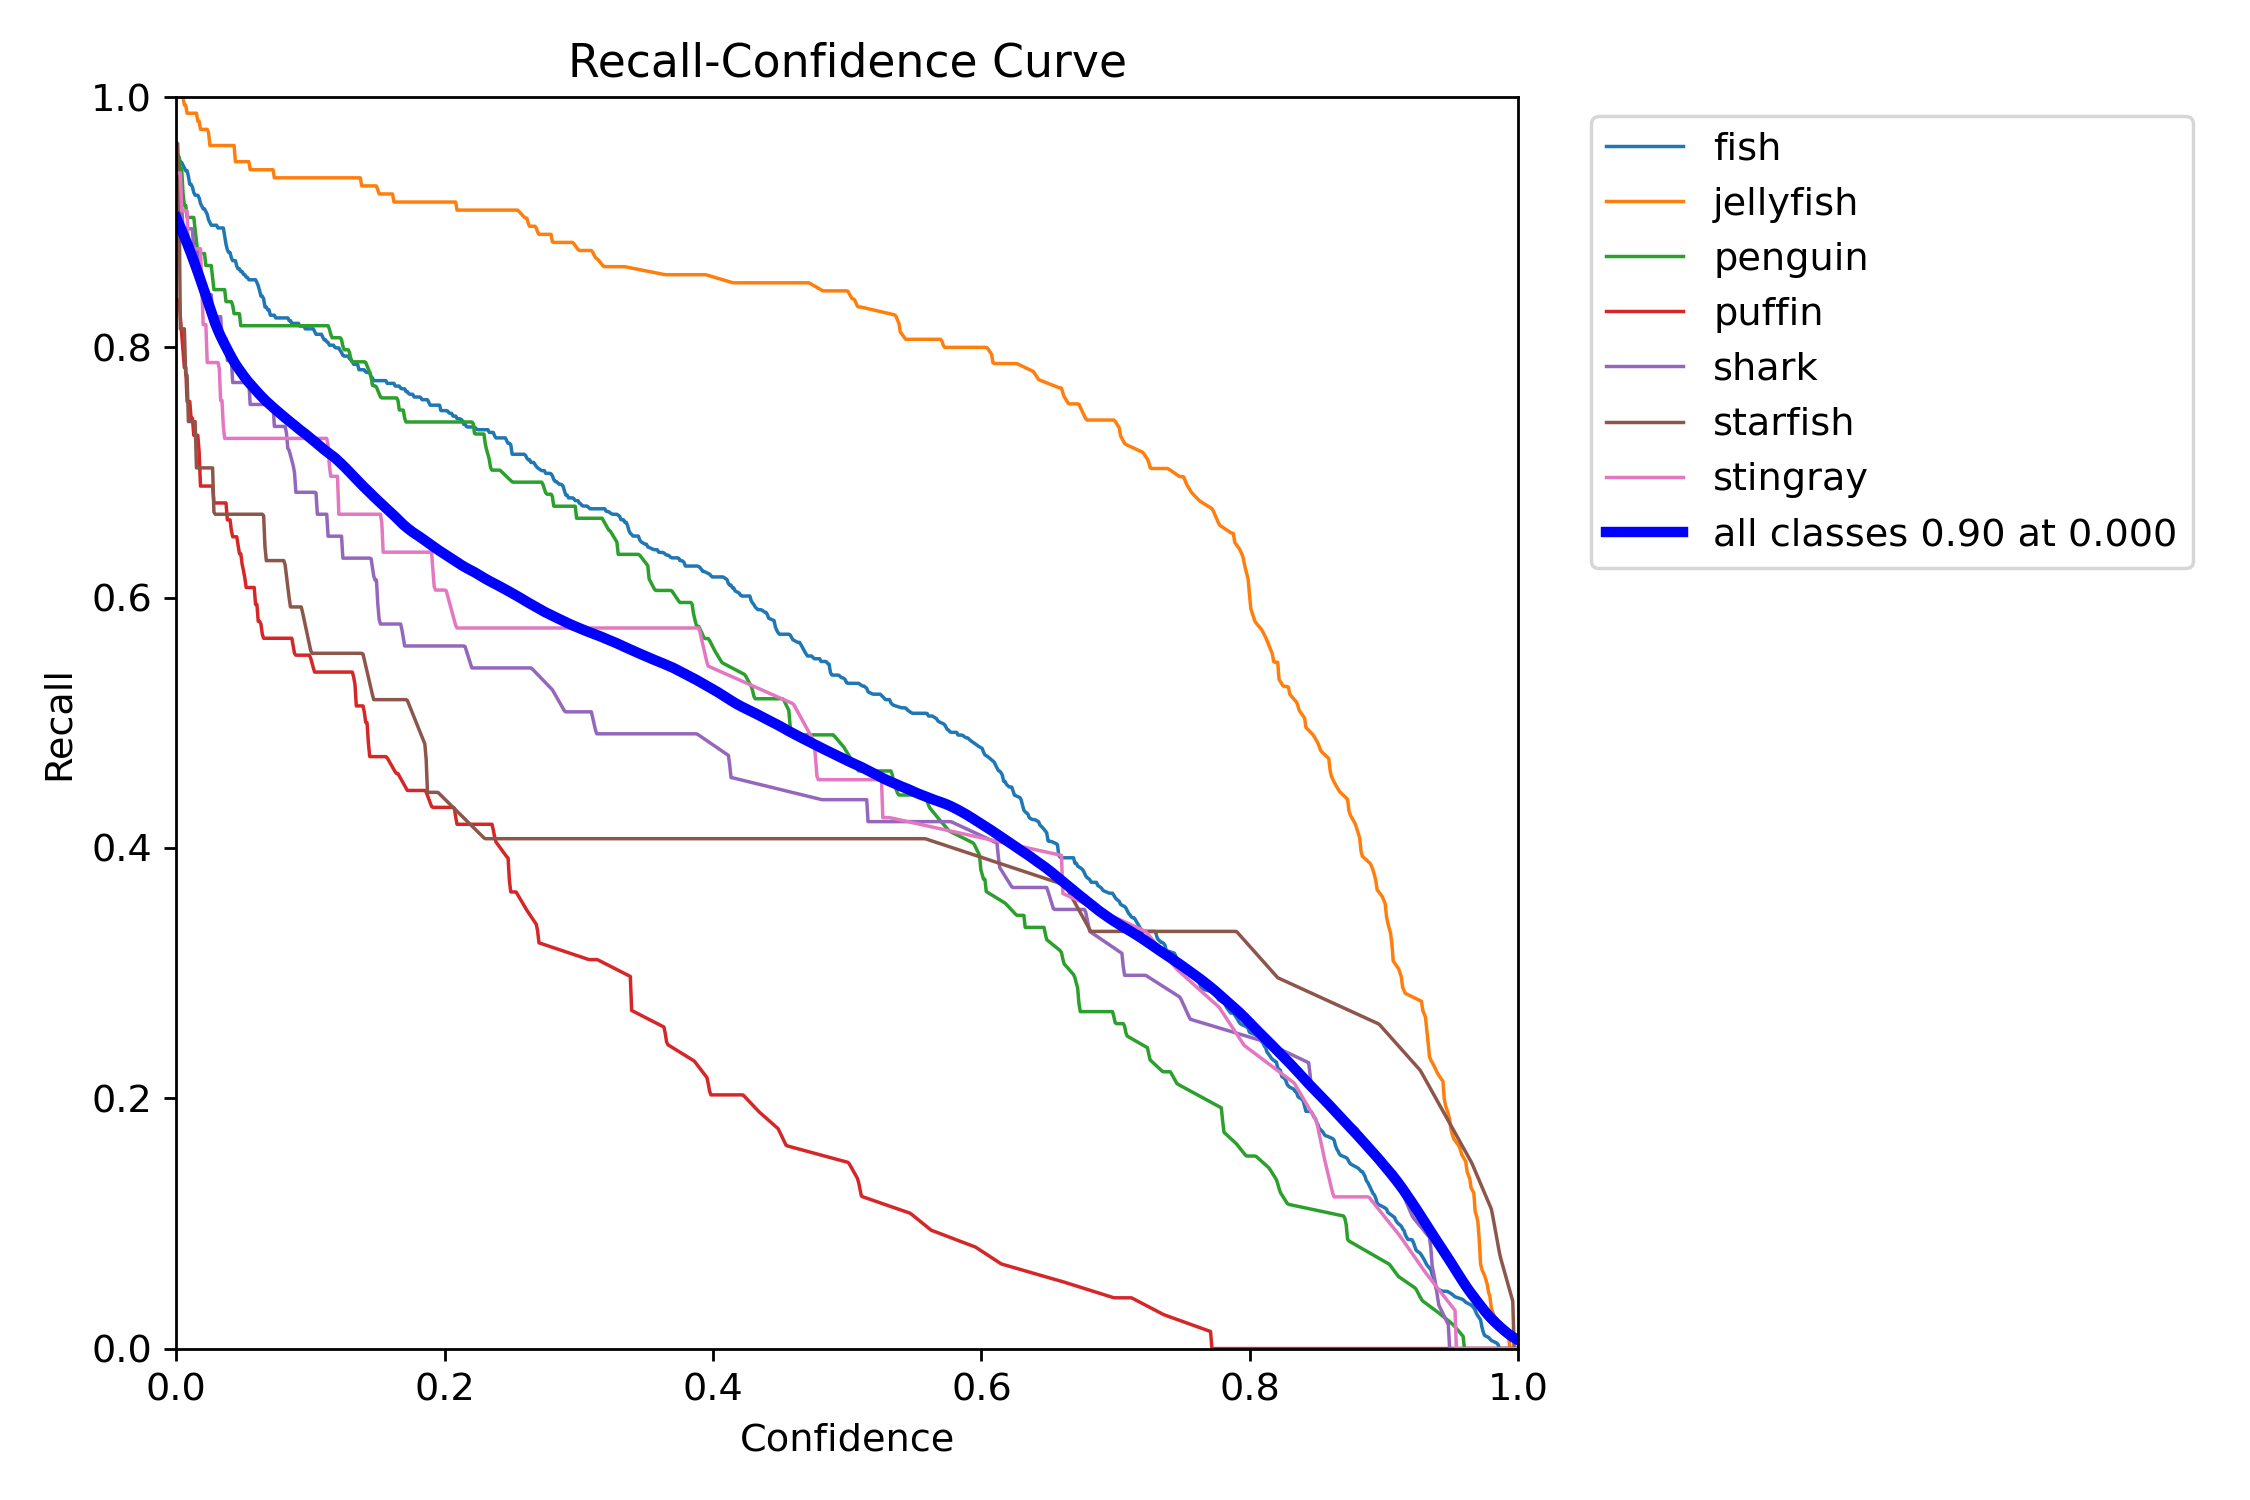 Recall-Confidence Curve
1.0
0.8
0.6
0.4
0.2
0.0
Recall
0.0 0.2 0.4 0.6 0.8 1.0
Confidence
fish
jellyfish
penguin
puffin
shark
starfish
stingray
all classes 0.90 at 0.000